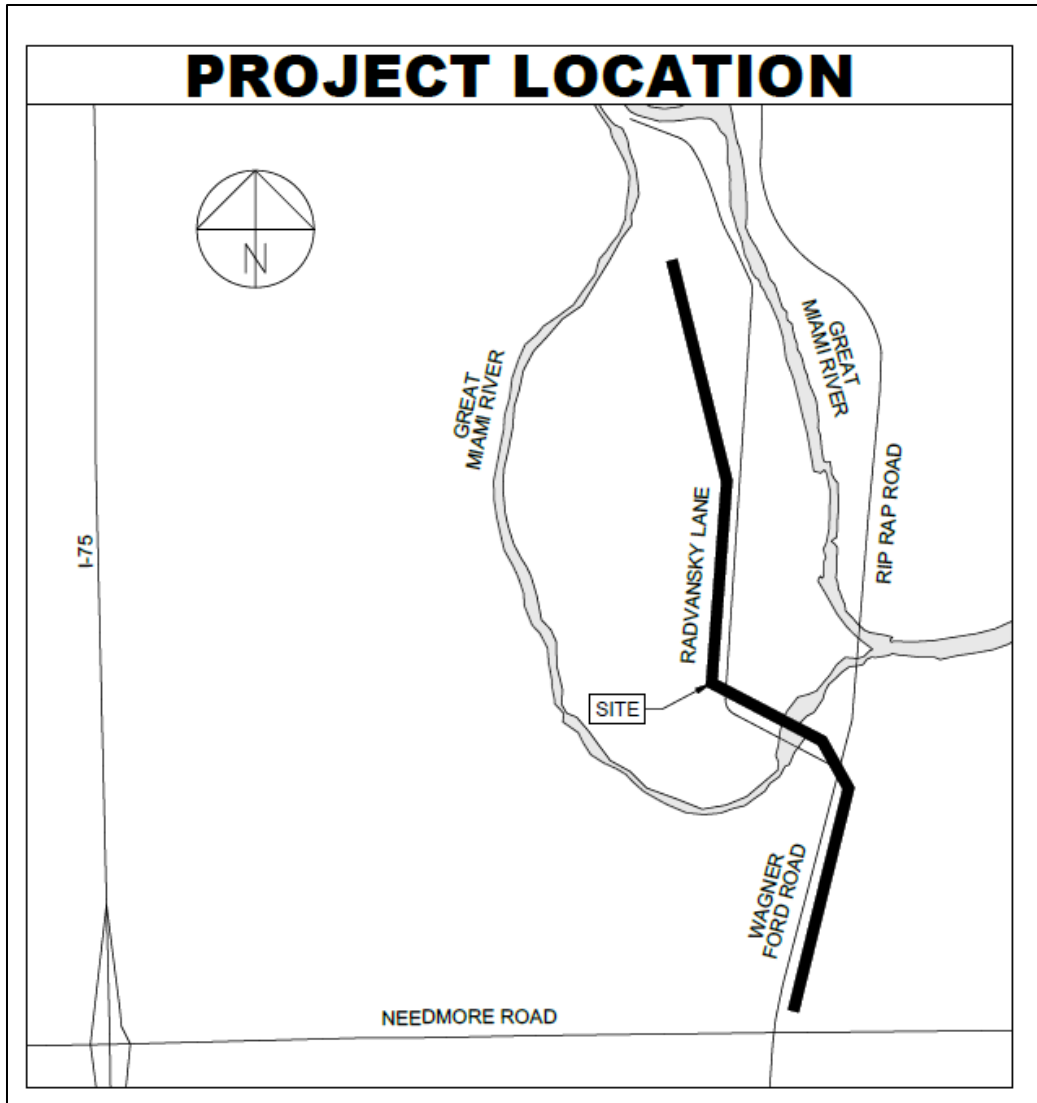 PROJECT LOCATION
N
GREAT
MIAMI RIVER
GREAT
MIAMI RIVER
RIP RAP ROAD
RADVANSKY LANE
I-75
SITE
WAGNER
FORD ROAD
NEEDMORE ROAD